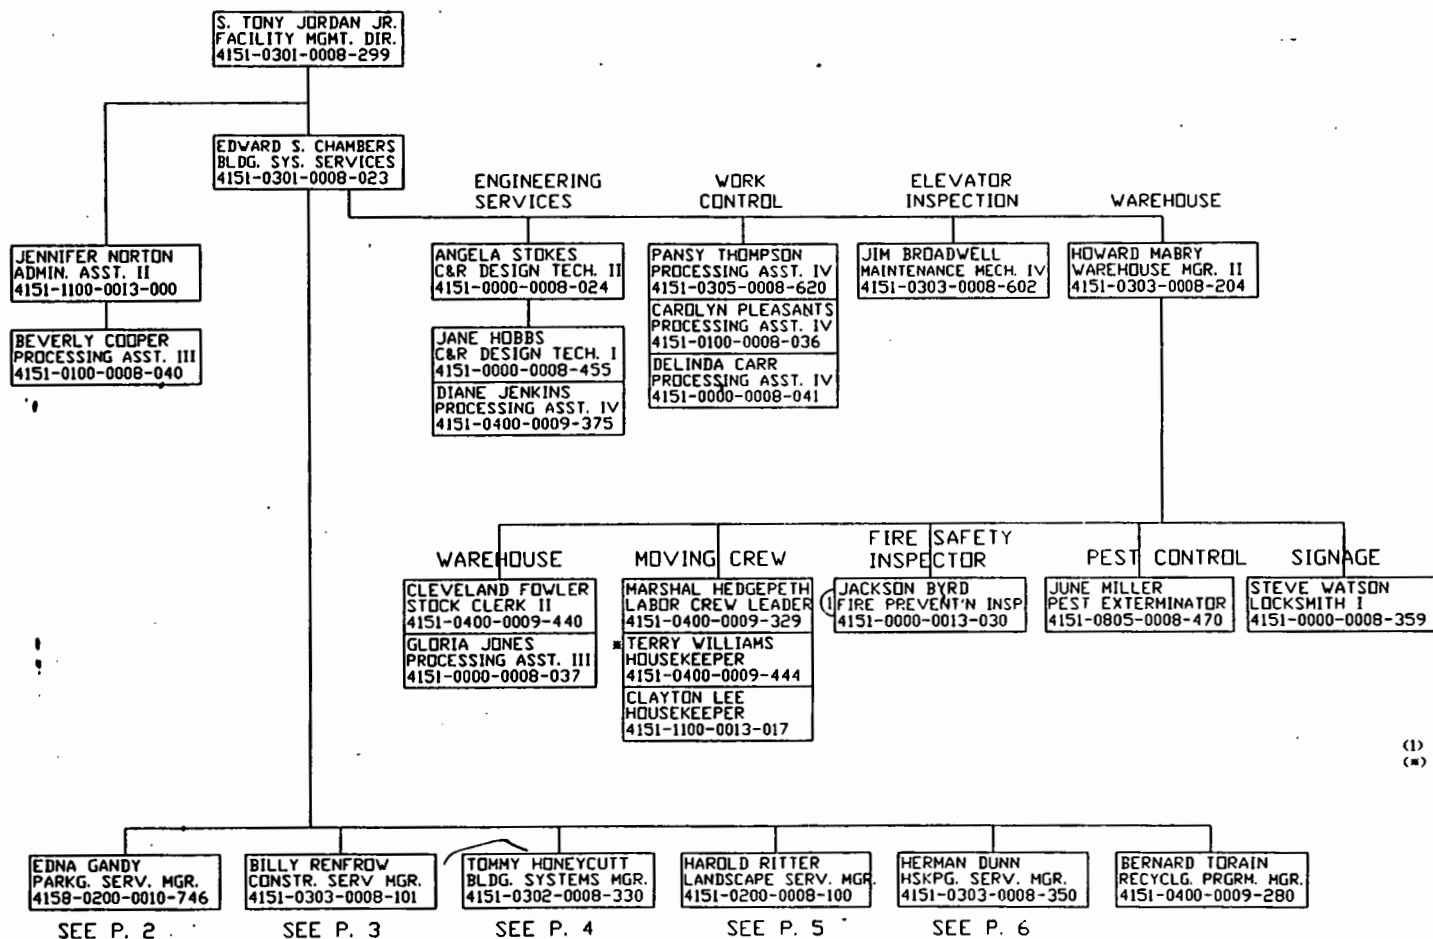 S. TONY JORDAN JR.
FACILITY MGMT. DIR.
4151-0301-0008-299
EDWARD S. CHAMBERS
BLDG. SYS. SERVICES
4151-0301-0008-023
JENNIFER NORTON
ADMIN. ASST. II
4151-1100-0013-000
BEVERLY COOPER
PROCESSING ASST. III
4151-0100-0008-040
ENGINEERING
SERVICES
ANGELA STOKES
C&R DESIGN TECH. II
4151-0000-0008-024
JANE HOBBS
C&R DESIGN TECH. I
4151-0000-0008-455
DIANE JENKINS
PROCESSING ASST. IV
4151-0400-0009-375
WORK
CONTROL
PANSY THOMPSON
PROCESSING ASST. IV
4151-0305-0008-620
CAROLYN PLEASANTS
PROCESSING ASST. IV
4151-0100-0008-036
DELINDA CARR
PROCESSING ASST. IV
4151-0000-0008-041
ELEVATOR
INSPECTION
JIM BROADWELL
MAINTENANCE MECH. IV
4151-0303-0008-602
WAREHOUSE
HOWARD MABRY
WAREHOUSE MGR. II
4151-0303-0008-204
WAREHOUSE
CLEVELAND FOWLER
STOCK CLERK II
4151-0400-0009-440
GLORIA JONES
PROCESSING ASST. III
4151-0000-0008-037
MOVING CREW
MARSHAL HEDGEPETH
LABOR CREW LEADER
4151-0400-0009-329
* TERRY WILLIAMS
HOUSEKEEPER
4151-0400-0009-444
CLAYTON LEE
HOUSEKEEPER
4151-1100-0013-017
FIRE SAFETY
INSPECTOR
JACKSON BYRD
(1) FIRE PREVENT'N INSP
4151-0000-0013-030
PEST CONTROL
JUNE MILLER
PEST EXTERMINATOR
4151-0805-0008-470
SIGNAGE
STEVE WATSON
LOCKSMITH I
4151-0000-0008-359
(1)
(*)
EDNA GANDY
PARKG. SERV. MGR.
4158-0200-0010-746
SEE P. 2
BILLY RENFROW
CONSTR. SERV MGR.
4151-0303-0008-101
SEE P. 3
TOMMY HONEYCUTT
BLDG. SYSTEMS MGR.
4151-0302-0008-330
SEE P. 4
HAROLD RITTER
LANDSCAPE SERV. MGR.
4151-0200-0008-100
SEE P. 5
HERMAN DUNN
HSKPG. SERV. MGR.
4151-0303-0008-350
SEE P. 6
BERNARD TORAIN
RECYCLG. PRGRM. MGR.
4151-0400-0009-280